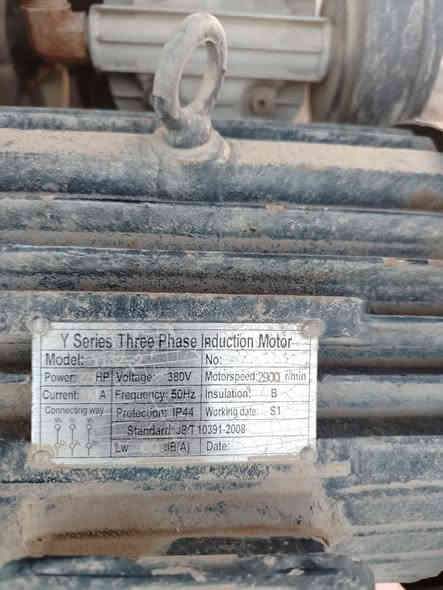 Y Series Three Phase Induction Motor
Model: No:
Power: HP Voltage: 380V Motorspeed: 2900 r/min
Current: A Frequency: 50Hz Insulation: B
Connecting way Protection: IP44 Working date: S1
Standard: JB/T 10391-2008
Lw dB(A) Date: